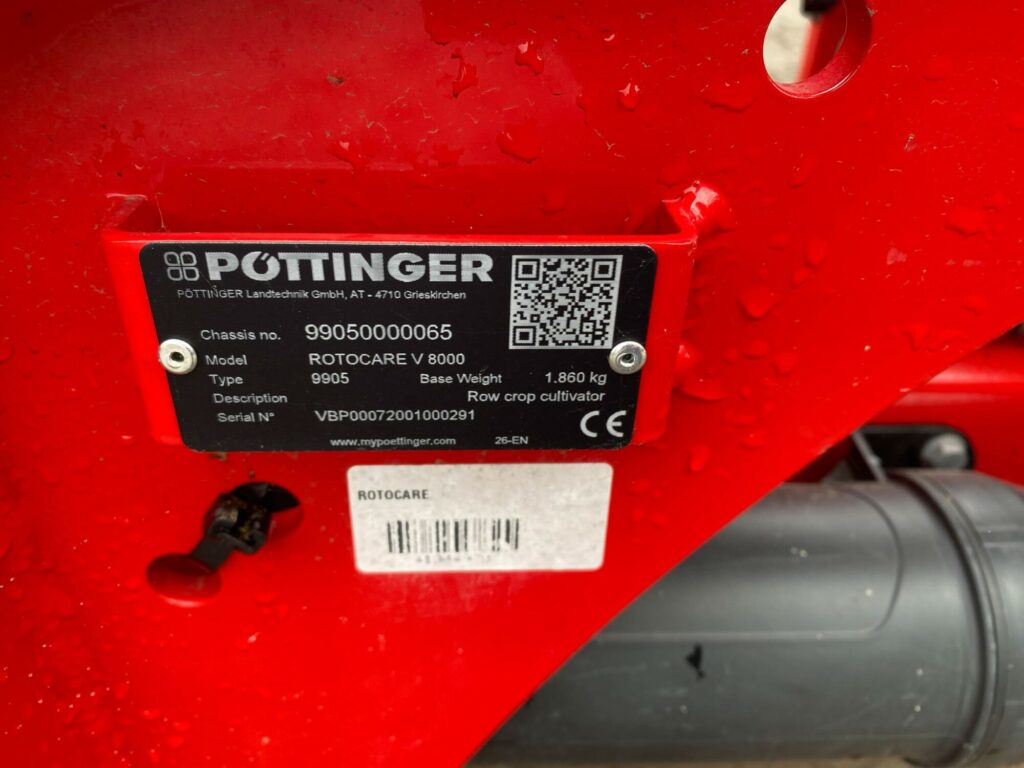 PÖTTINGER
PÖTTINGER Landtechnik GmbH, AT - 4710 Grieskirchen
Chassis no. 99050000065
Model ROTOCARE V 8000
Type 9905 Base Weight 1.860 kg
Description Row crop cultivator
Serial N° VBP00072001000291
www.mypoettinger.com 26-EN CE
ROTOCARE